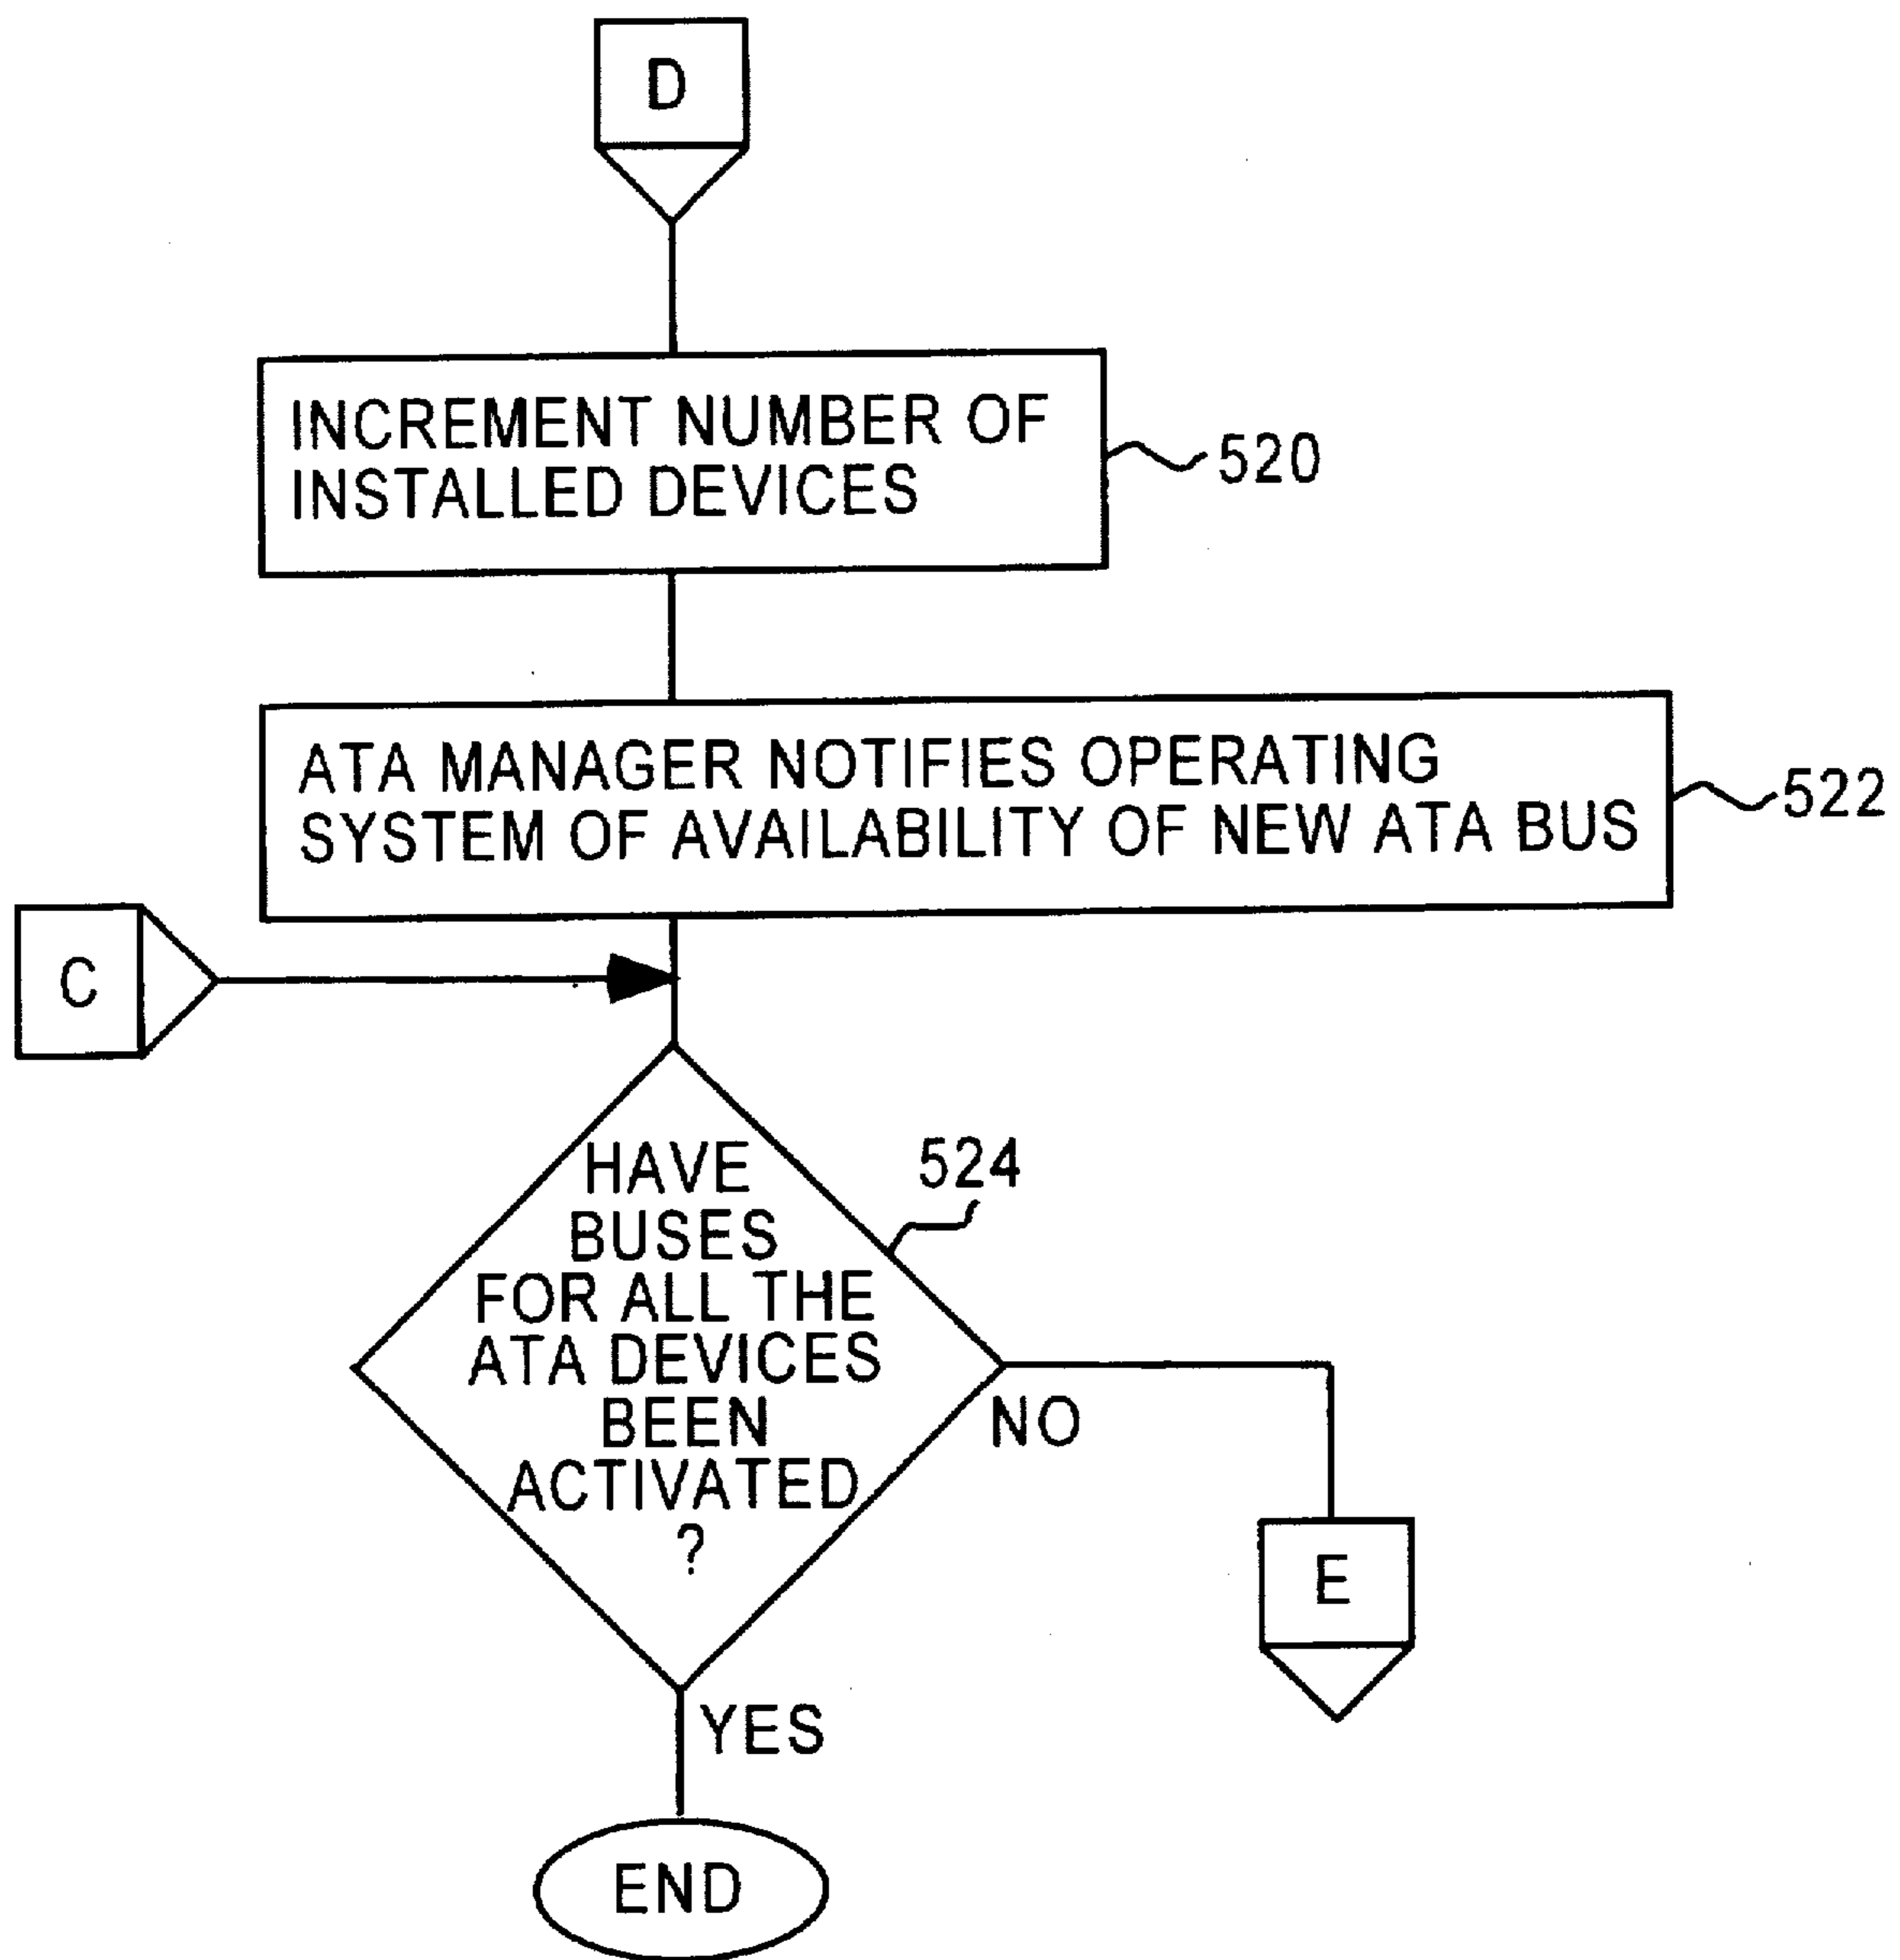 D
INCREMENT NUMBER OF
INSTALLED DEVICES
520
ATA MANAGER NOTIFIES OPERATING
SYSTEM OF AVAILABILITY OF NEW ATA BUS
522
C
HAVE
BUSES
FOR ALL THE
ATA DEVICES
BEEN
ACTIVATED
?
524
NO
E
YES
END